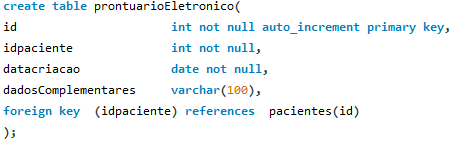 create table prontuarioEletronico(
id int not null auto_increment primary key,
idpaciente int not null,
datacriacao date not null,
dadosComplementares varchar(100),
foreign key (idpaciente) references pacientes(id)
);